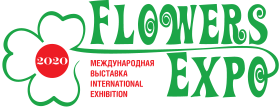 FLOWERS
EXPO
2020
МЕЖДУНАРОДНАЯ
ВЫСТАВКА
INTERNATIONAL
EXHIBITION